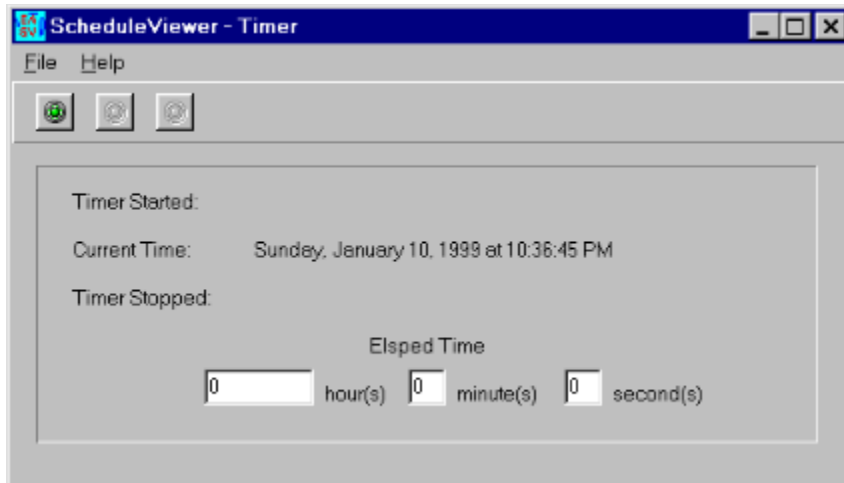 ScheduleViewer - Timer
File Help
Timer Started:
Current Time: Sunday, January 10, 1999 at 10:36:45 PM
Timer Stopped:
Elsped Time
0 hour(s) 0 minute(s) 0 second(s)